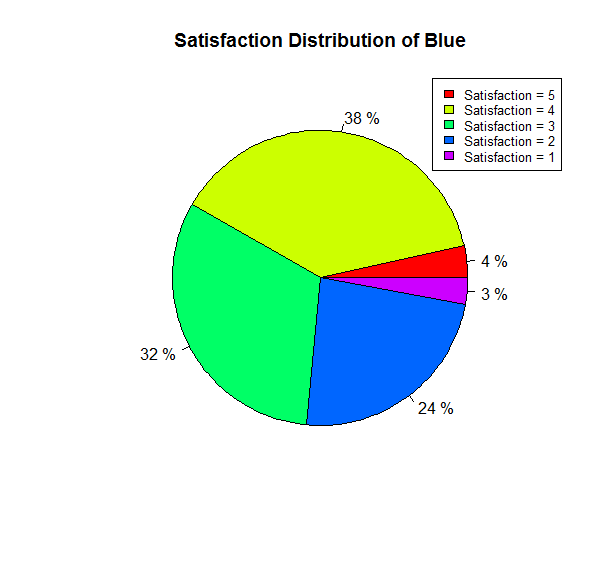 Satisfaction Distribution of Blue
Satisfaction = 5
Satisfaction = 4
Satisfaction = 3
Satisfaction = 2
Satisfaction = 1
38 %
4 %
3 %
32 %
24 %